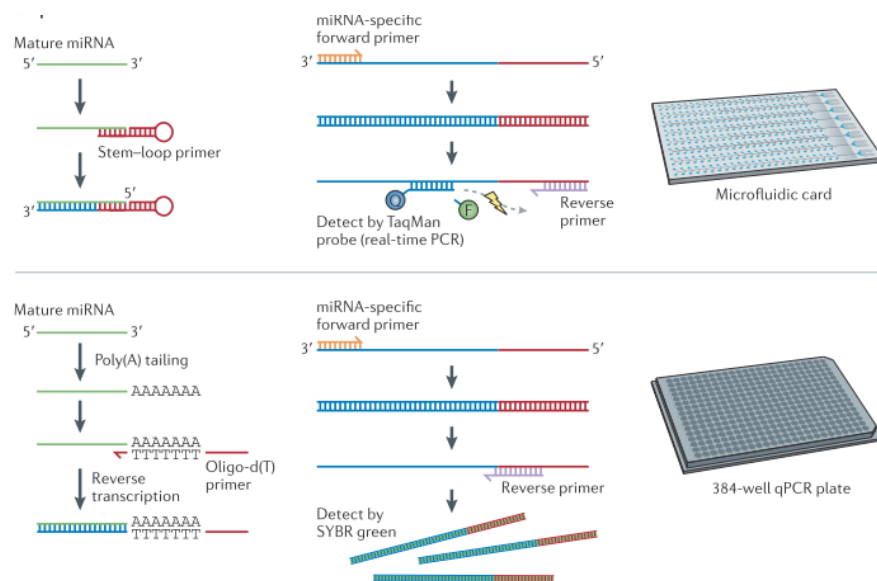 Mature miRNA
5′ 3′
Stem–loop primer
5′
3′
miRNA-specific
forward primer
3′ 5′
Q
F
Detect by TaqMan
probe (real-time PCR)
Reverse
primer
Microfluidic card
Mature miRNA
5′ 3′
Poly(A) tailing
AAAAAAA
AAAAAAA
TTTTTTT
Oligo-d(T)
primer
Reverse
transcription
AAAAAAA
TTTTTTT
miRNA-specific
forward primer
3′ 5′
Reverse primer
Detect by
SYBR green
384-well qPCR plate